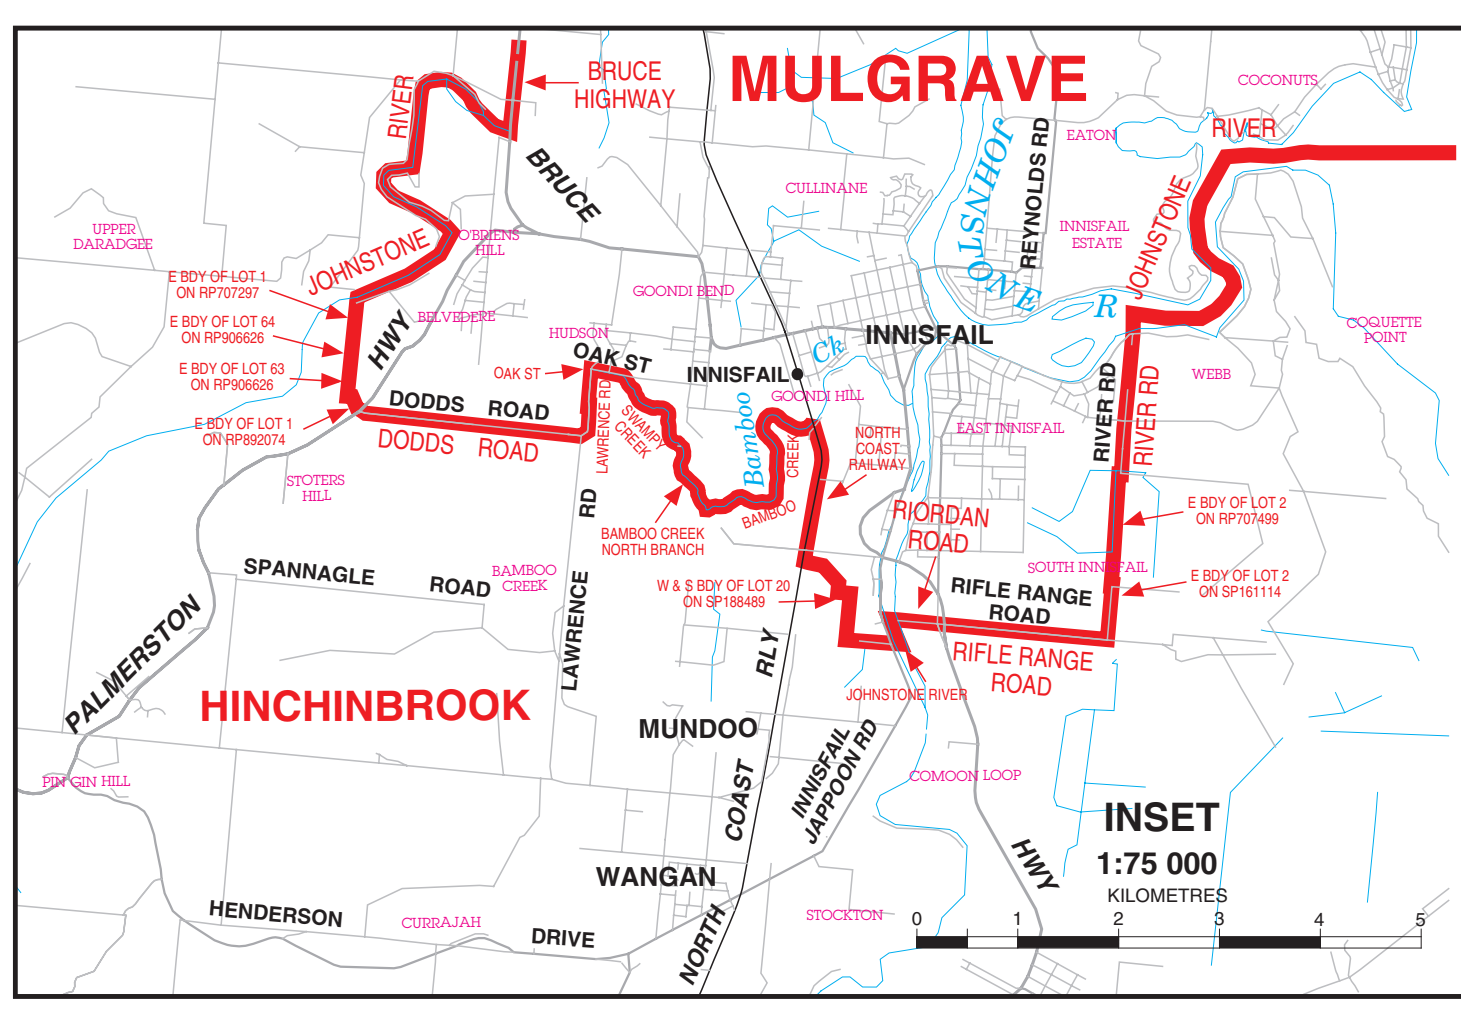 MULGRAVE
BRUCE
HIGHWAY
RIVER
BRUCE
COCONUTS
EATON
RIVER
REYNOLDS RD
JOHNSTONE R
CULLINANE
JOHNSTONE
INNISFAIL
ESTATE
UPPER
DARADGEE
O'BRIENS
HILL
JOHNSTONE
E BDY OF LOT 1
ON RP707297
GOONDI BEND
BELVEDERE
E BDY OF LOT 64
ON RP906626
HWY
HUDSON
OAK ST
Ck
INNISFAIL
COQUETTE
POINT
E BDY OF LOT 63
ON RP906626
OAK ST
INNISFAIL
WEBB
GOONDI HILL
DODDS ROAD
LAWRENCE RD
SWAMPY
CREEK
Bamboo
CREEK
RIVER RD
RIVER RD
E BDY OF LOT 1
ON RP892074
DODDS ROAD
NORTH
COAST
RAILWAY
EAST INNISFAIL
STOTERS
HILL
BAMBOO
RIORDAN
ROAD
E BDY OF LOT 2
ON RP707499
BAMBOO CREEK
NORTH BRANCH
SPANNAGLE ROAD
BAMBOO
CREEK
LAWRENCE RD
W & S BDY OF LOT 20
ON SP188489
SOUTH INNISFAIL
E BDY OF LOT 2
ON SP161114
RIFLE RANGE
ROAD
PALMERSTON
RIFLE RANGE
ROAD
JOHNSTONE RIVER
HINCHINBROOK
MUNDOO
NORTH COAST RLY
INNISFAIL
JAPPOON RD
PIN GIN HILL
COMOON LOOP
INSET
1:75 000
KILOMETRES
0 1 2 3 4 5
HWY
WANGAN
HENDERSON DRIVE
CURRAJAH
STOCKTON